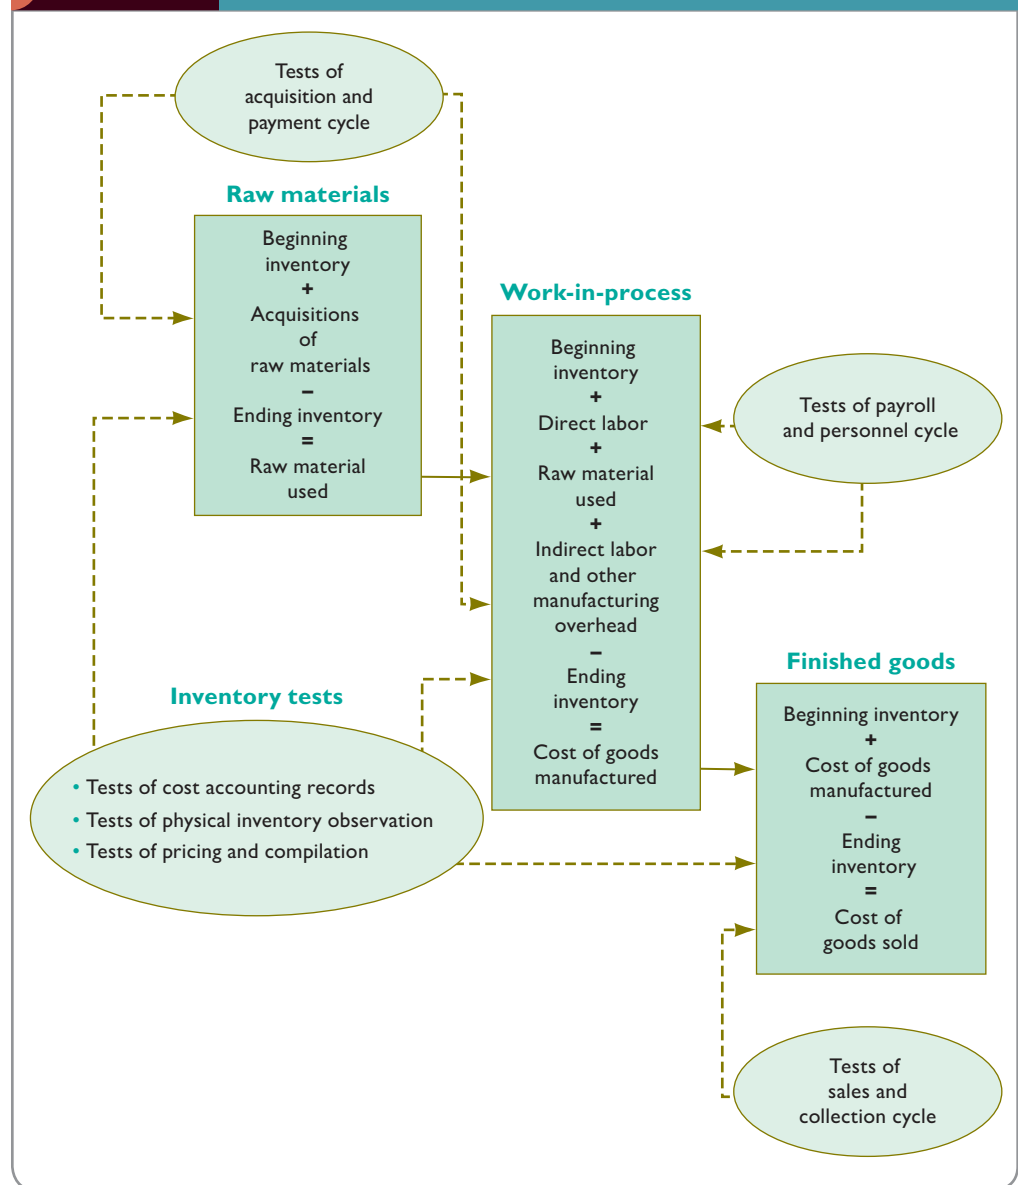 Tests of
acquisition and
payment cycle
Raw materials
Beginning
inventory
+
Acquisitions
of
raw materials
–
Ending inventory
=
Raw material
used
Work-in-process
Beginning
inventory
+
Direct labor
+
Raw material
used
+
Indirect labor
and other
manufacturing
overhead
–
Ending
inventory
=
Cost of goods
manufactured
Tests of payroll
and personnel cycle
Inventory tests
• Tests of cost accounting records
• Tests of physical inventory observation
• Tests of pricing and compilation
Finished goods
Beginning inventory
+
Cost of goods
manufactured
–
Ending
inventory
=
Cost of
goods sold
Tests of
sales and
collection cycle